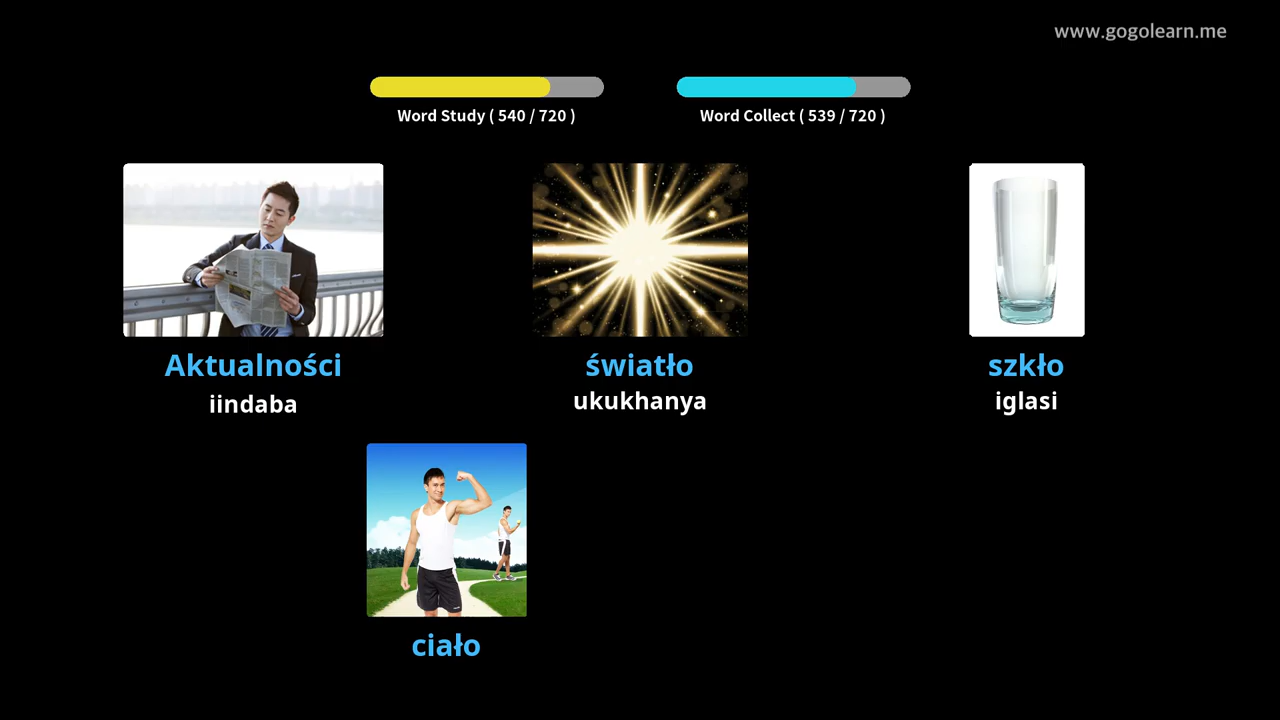 www.gogolearn.me
Word Study ( 540 / 720 )
Word Collect ( 539 / 720 )
Aktualności
iindaba
światło
ukukhanya
szkło
iglasi
ciało